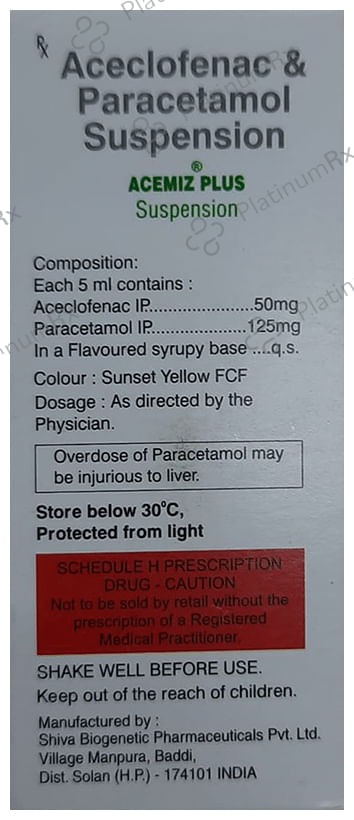 Rx
Aceclofenac &
Paracetamol
Suspension
ACEMIZ PLUS®
Suspension
Composition:
Each 5 ml contains :
Aceclofenac IP.......................50mg
Paracetamol IP....................125mg
In a Flavoured syrupy base ....q.s.
Colour : Sunset Yellow FCF
Dosage : As directed by the
Physician.
Overdose of Paracetamol may
be injurious to liver.
Store below 30°C,
Protected from light
SCHEDULE H PRESCRIPTION
DRUG - CAUTION
Not to be sold by retail without the
prescription of a Registered
Medical Practitioner.
SHAKE WELL BEFORE USE.
Keep out of the reach of children.
Manufactured by :
Shiva Biogenetic Pharmaceuticals Pvt. Ltd.
Village Manpura, Baddi,
Dist. Solan (H.P.) - 174101 INDIA
PlatinumRx